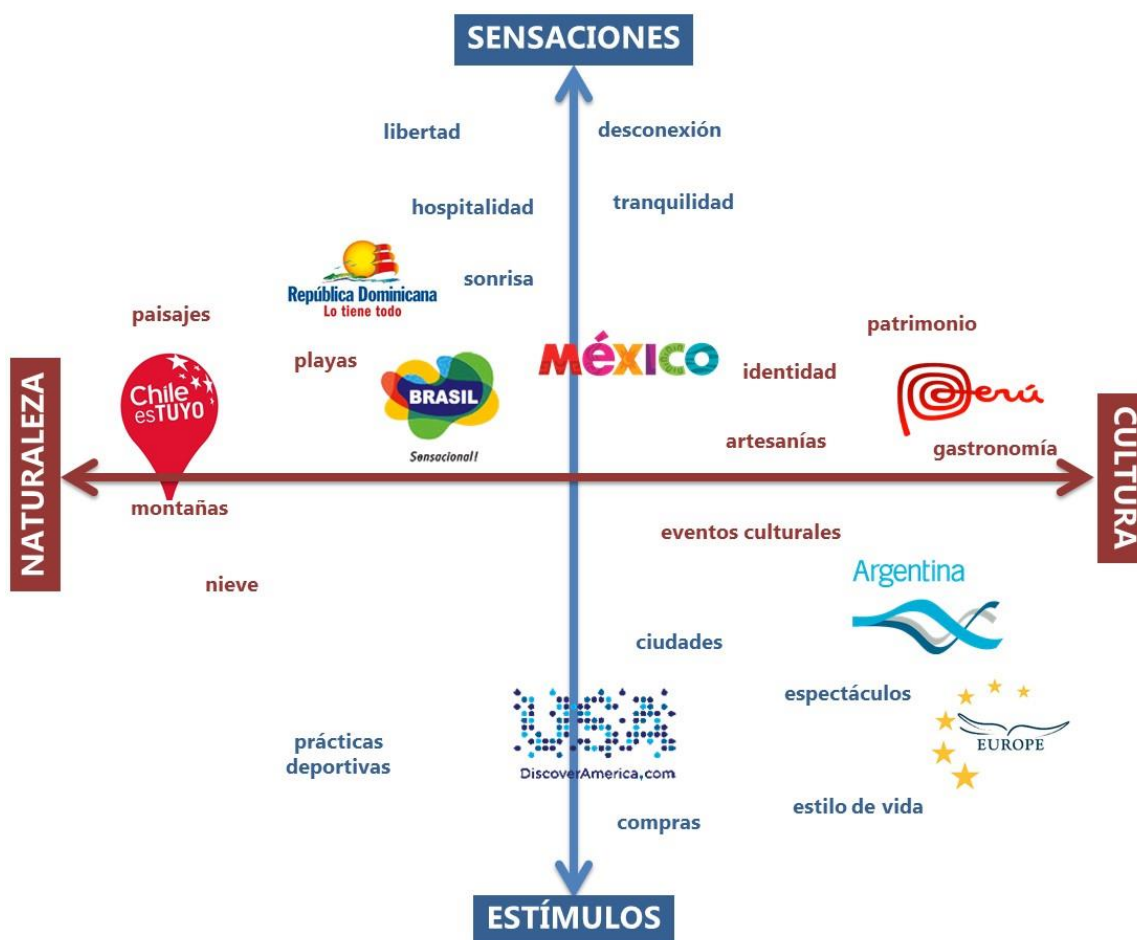 SENSACIONES
libertad
desconexión
hospitalidad
tranquilidad
sonrisa
República Dominicana
Lo tiene todo
paisajes
patrimonio
playas
méxico
identidad
Chile
esTUYO
BRASIL
Perú
artesanías
gastronomía
Sensacional!
NATURALEZA
CULTURA
montañas
eventos culturales
nieve
Argentina
ciudades
espectáculos
USA
EUROPE
prácticas
deportivas
DiscoverAmerica.com
estilo de vida
compras
ESTÍMULOS